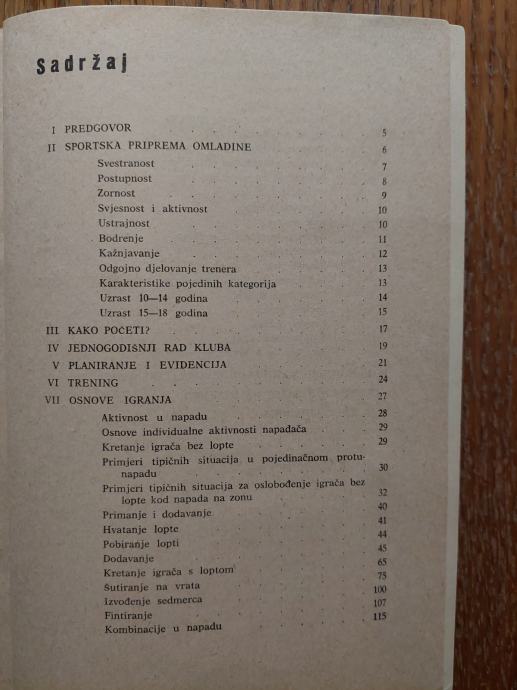 Sadržaj
I PREDGOVOR . . . . . 5
II SPORTSKA PRIPREMA OMLADINE . . . . . 6
Svestranost . . . . . 7
Postupnost . . . . . 8
Zornost . . . . . 9
Svjesnost i aktivnost . . . . . 10
Ustrajnost . . . . . 10
Bodrenje . . . . . 11
Kažnjavanje . . . . . 12
Odgojno djelovanje trenera . . . . . 13
Karakteristike pojedinih kategorija . . . . . 13
Uzrast 10—14 godina . . . . . 14
Uzrast 15—18 godina . . . . . 15
III KAKO POČETI? . . . . . 17
IV JEDNOGODIŠNJI RAD KLUBA . . . . . 19
V PLANIRANJE I EVIDENCIJA . . . . . 21
VI TRENING . . . . . 24
VII OSNOVE IGRANJA . . . . . 27
Aktivnost u napadu . . . . . 28
Osnove individualne aktivnosti napadača . . . 29
Kretanje igrača bez lopte . . . . . 29
Primjeri tipičnih situacija u pojedinačnom protu-
napadu . . . . . 30
Primjeri tipičnih situacija za oslobođenje igrača bez
lopte kod napada na zonu . . . . . 32
Primanje i dodavanje . . . . . 40
Hvatanje lopte . . . . . 41
Pobiranje lopti . . . . . 44
Dodavanje . . . . . 45
Kretanje igrača s loptom . . . . . 65
Šutiranje na vrata . . . . . 75
Izvođenje sedmerca . . . . . 100
Fintiranje . . . . . 107
Kombinacije u napadu . . . . . 115